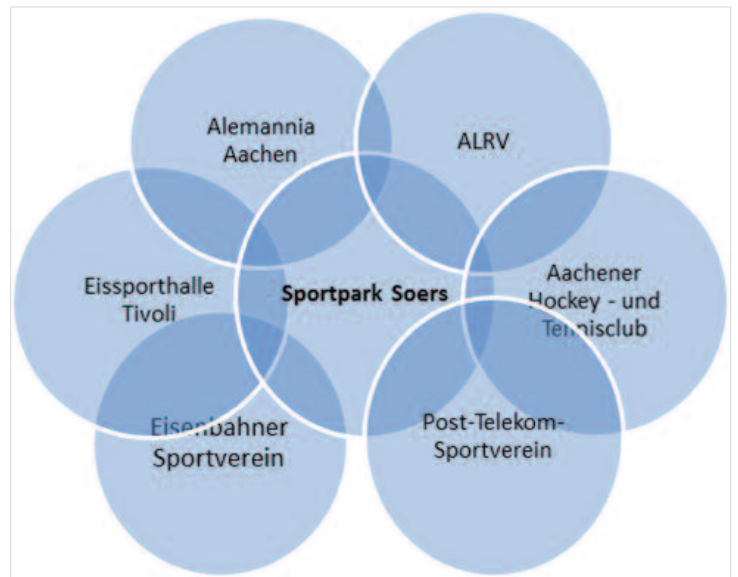 Alemannia
Aachen
ALRV
Eissporthalle
Tivoli
Sportpark Soers
Aachener
Hockey - und
Tennisclub
Eisenbahner
Sportverein
Post-Telekom-
Sportverein